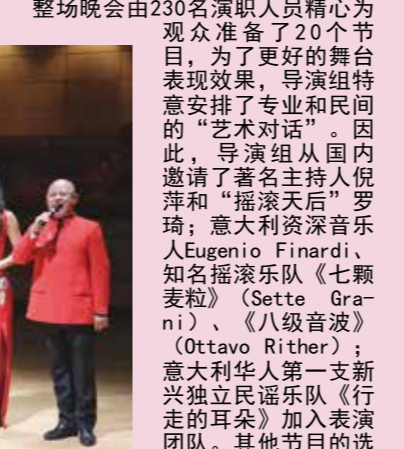 整场晚会由230名演职人员精心为
观众准备了20个节
目，为了更好的舞台
表现效果，导演组特
意安排了专业和民间
的“艺术对话”。因
此，导演组从国内
邀请了著名主持人倪
萍和“摇滚天后”罗
琦；意大利资深音乐
人Eugenio Finardi、
知名摇滚乐队《七颗
麦粒》（Sette Gra-
ni）、《八级音波》
（Ottavo Rither）；
意大利华人第一支新
兴独立民谣乐队《行
走的耳朵》加入表演
团队。其他节目的选